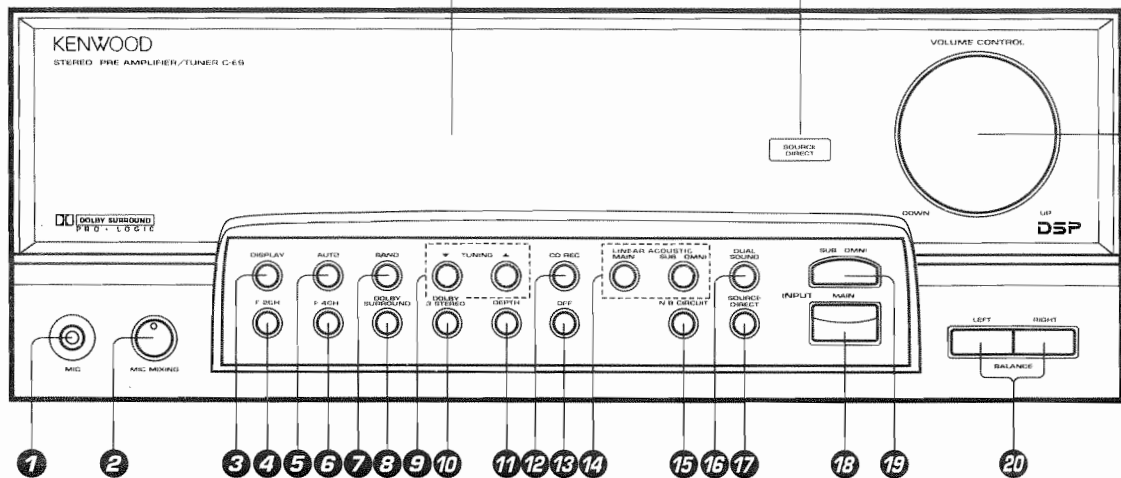 KENWOOD
STEREO PRE AMPLIFIER/TUNER C-69
VOLUME CONTROL
SOURCE DIRECT
DOLBY SURROUND
PRO • LOGIC
DOWN
UP
DSP
DISPLAY
AUTO
BAND
▼ TUNING ▲
CD REC
LINEAR ACOUSTIC
MAIN
SUB OMNI
DUAL SOUND
SUB OMNI
F 2CH
F 4CH
DOLBY SURROUND
DOLBY 3 STEREO
DEPTH
OFF
N B CIRCUIT
SOURCE DIRECT
INPUT
MAIN
LEFT
RIGHT
BALANCE
MIC
MIC MIXING
1 2 3 4 5 6 7 8 9 10 11 12 13 14 15 16 17 18 19 20